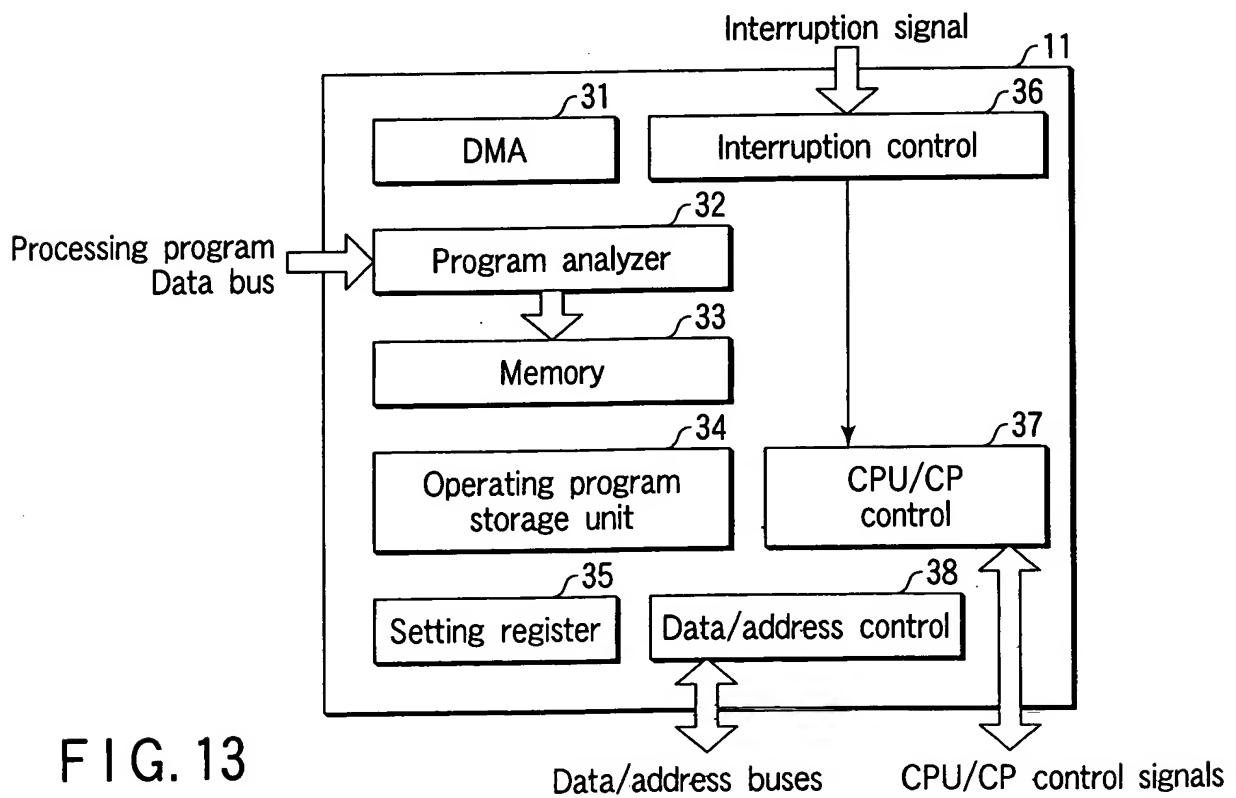 Interruption signal
11
31
36
DMA
Interruption control
32
Processing program
Data bus
Program analyzer
33
Memory
34
37
Operating program
storage unit
CPU/CP
control
35
38
Setting register
Data/address control
FIG. 13
Data/address buses
CPU/CP control signals